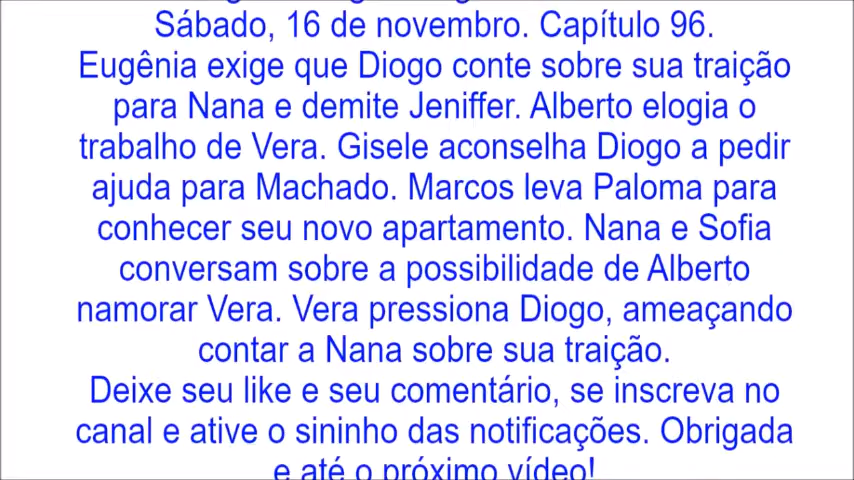 Sábado, 16 de novembro. Capítulo 96.
Eugênia exige que Diogo conte sobre sua traição
para Nana e demite Jeniffer. Alberto elogia o
trabalho de Vera. Gisele aconselha Diogo a pedir
ajuda para Machado. Marcos leva Paloma para
conhecer seu novo apartamento. Nana e Sofia
conversam sobre a possibilidade de Alberto
namorar Vera. Vera pressiona Diogo, ameaçando
contar a Nana sobre sua traição.
Deixe seu like e seu comentário, se inscreva no
canal e ative o sininho das notificações. Obrigada
e até o próximo vídeo!